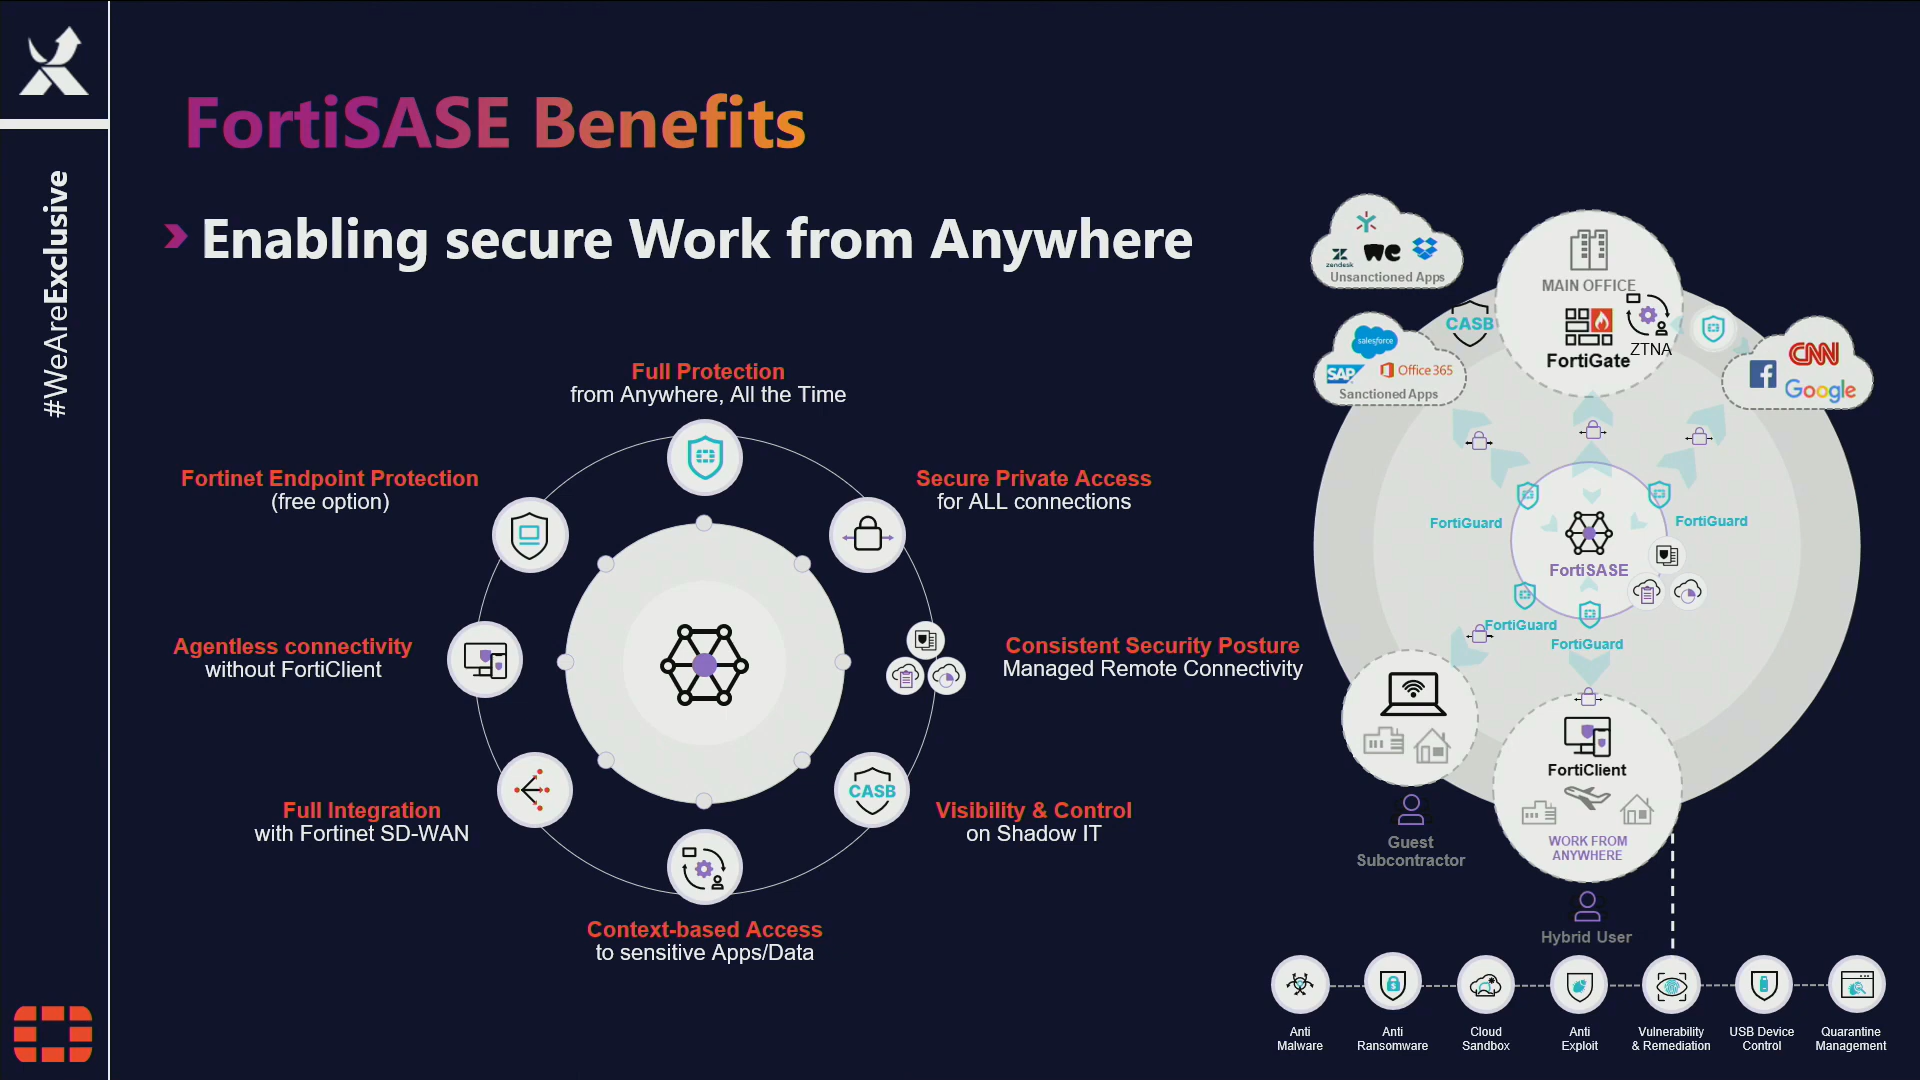 #WeAreExclusive
FortiSASE Benefits
Enabling secure Work from Anywhere
Full Protection
from Anywhere, All the Time
Fortinet Endpoint Protection
(free option)
Secure Private Access
for ALL connections
Agentless connectivity
without FortiClient
Consistent Security Posture
Managed Remote Connectivity
Full Integration
with Fortinet SD-WAN
CASB
Visibility & Control
on Shadow IT
Context-based Access
to sensitive Apps/Data
zendesk
we
Unsanctioned Apps
MAIN OFFICE
CASB
FortiGate
ZTNA
salesforce
SAP
Office 365
Sanctioned Apps
CNN
Google
FortiGuard
FortiGuard
FortiSASE
FortiGuard
FortiGuard
FortiClient
WORK FROM
ANYWHERE
Guest
Subcontractor
Hybrid User
Anti
Malware
Anti
Ransomware
Cloud
Sandbox
Anti
Exploit
Vulnerability
& Remediation
USB Device
Control
Quarantine
Management